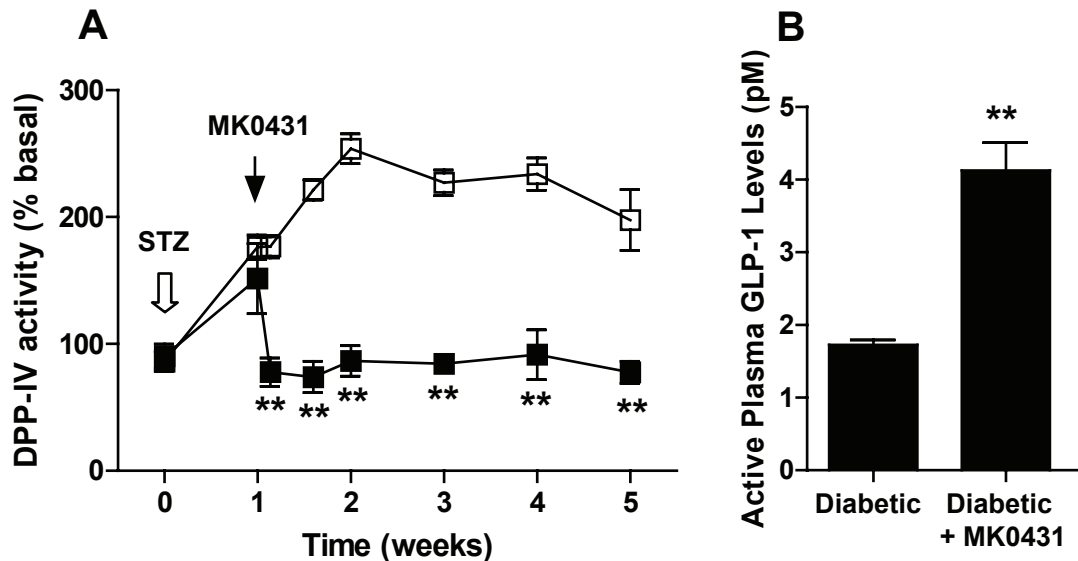 A
DPP-IV activity (% basal)
300
200
100
0
STZ
MK0431
**
**
**
**
**
**
0 1 2 3 4 5
Time (weeks)
B
Active Plasma GLP-1 Levels (pM)
5
4
3
2
1
0
**
Diabetic
Diabetic
+ MK0431